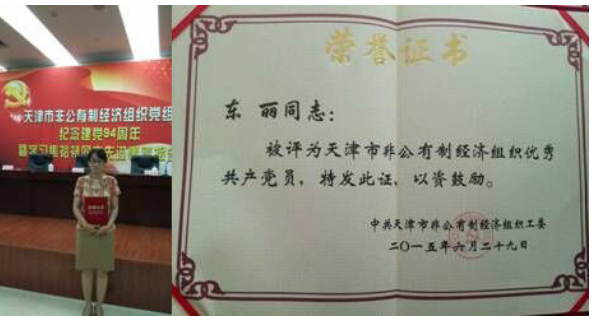 天津市非公有制经济组织党组
纪念建党94周年
荣誉证书
东 丽同志：
被评为天津市非公有制经济组织优秀
共产党员，特发此证，以资鼓励。
中共天津市非公有制经济组织工委
二〇一五年六月二十九日